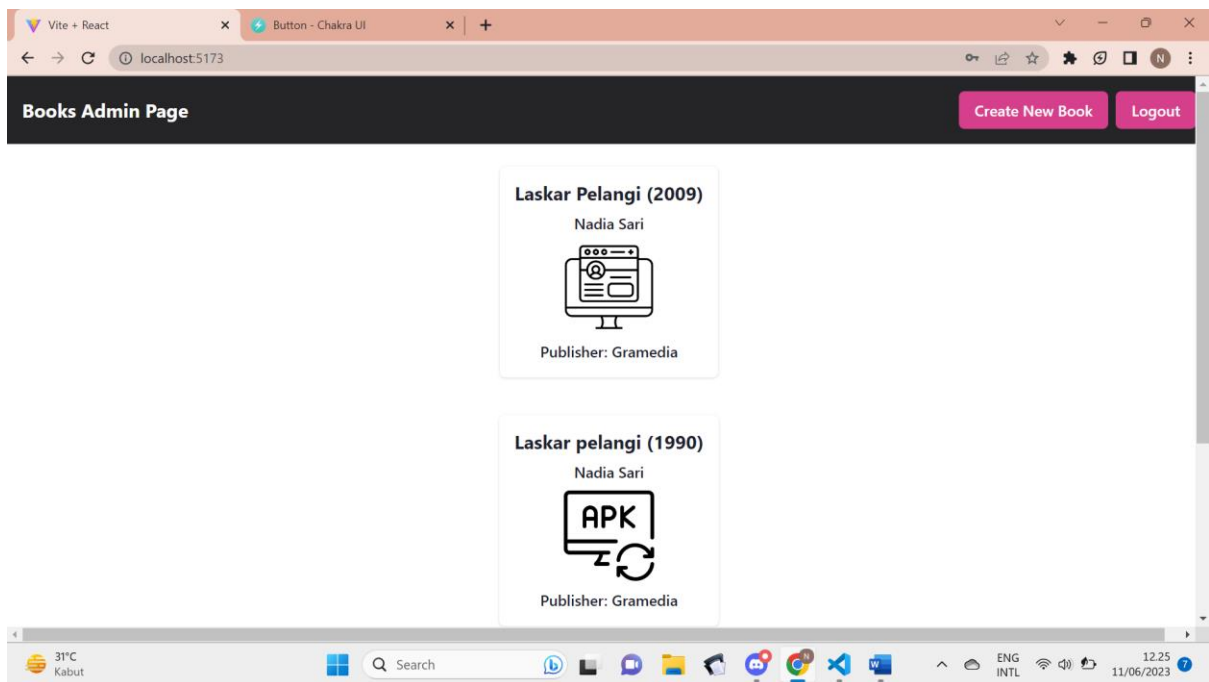 Vite + React
Button - Chakra UI
localhost:5173
N
Books Admin Page
Create New Book
Logout
Laskar Pelangi (2009)
Nadia Sari
Publisher: Gramedia
Laskar pelangi (1990)
Nadia Sari
APK
Publisher: Gramedia
31°C
Kabut
Search
ENG
INTL
12.25
11/06/2023
7